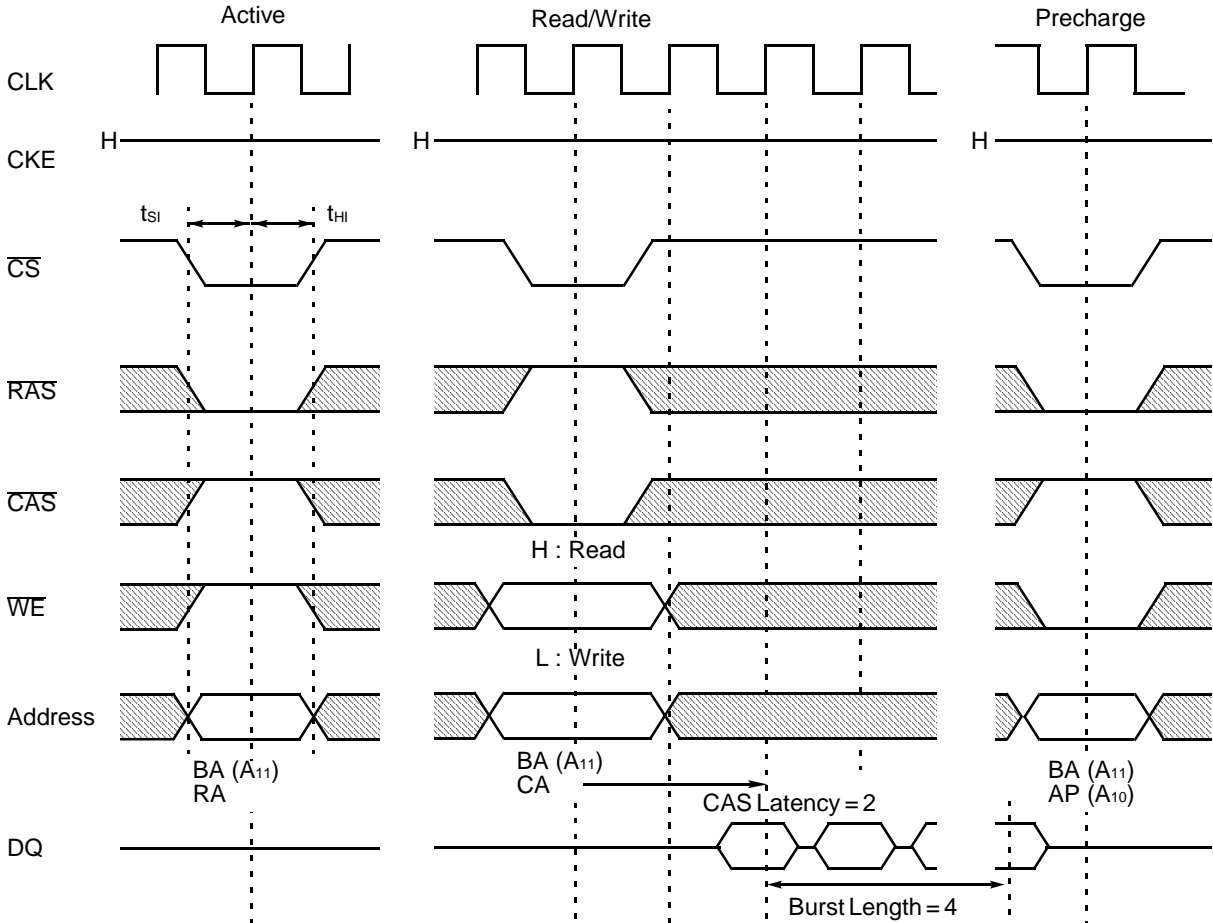 Active Read/Write Precharge
CLK
H H H
CKE
tSI tHI
CS
RAS
CAS
H : Read
WE
L : Write
Address
BA (A11) BA (A11) BA (A11)
RA CA AP (A10)
CAS Latency = 2
DQ
Burst Length = 4